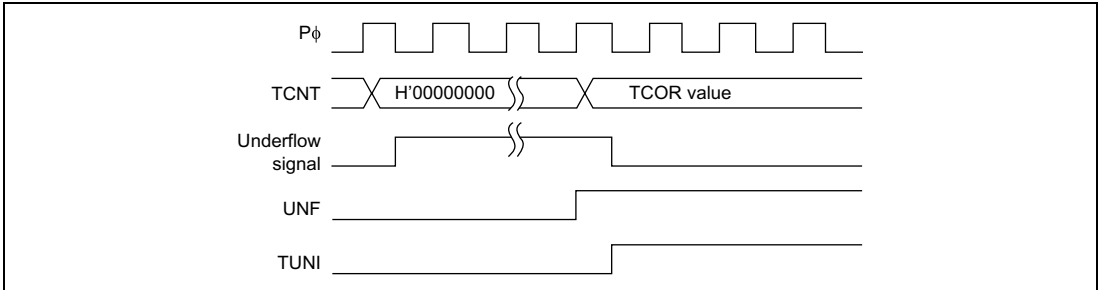 Pϕ
TCNT
H'00000000
TCOR value
Underflow
signal
UNF
TUNI